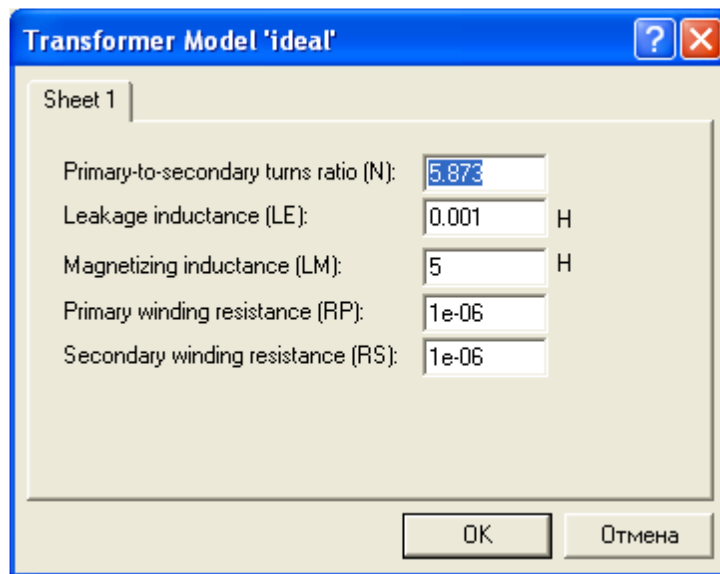 Transformer Model 'ideal'
Sheet 1
Primary-to-secondary turns ratio (N): 5.873
Leakage inductance (LE): 0.001 H
Magnetizing inductance (LM): 5 H
Primary winding resistance (RP): 1e-06
Secondary winding resistance (RS): 1e-06
OK Отмена